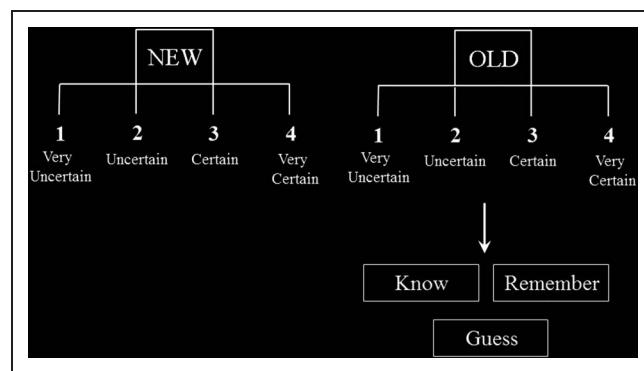 NEW
1 2 3 4
Very Uncertain Uncertain Certain Very Certain
OLD
1 2 3 4
Very Uncertain Uncertain Certain Very Certain
Know Remember
Guess